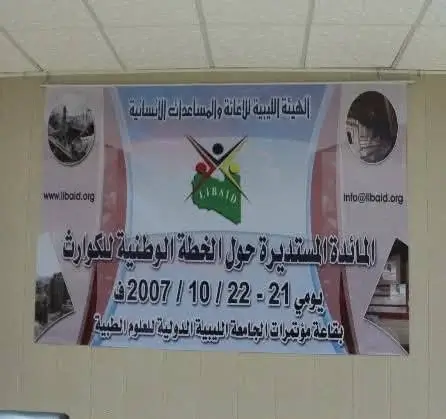 الهيئة الليبية للإغاثة والمساعدات الإنسانية
LIBAID
www.libaid.org
info@libaid.org
المائدة المستديرة حول الخطة الوطنية للكوارث
يومي 21 - 22 / 10 / 2007 ف
بقاعة مؤتمرات الجامعة الليبية الدولية للعلوم الطبية